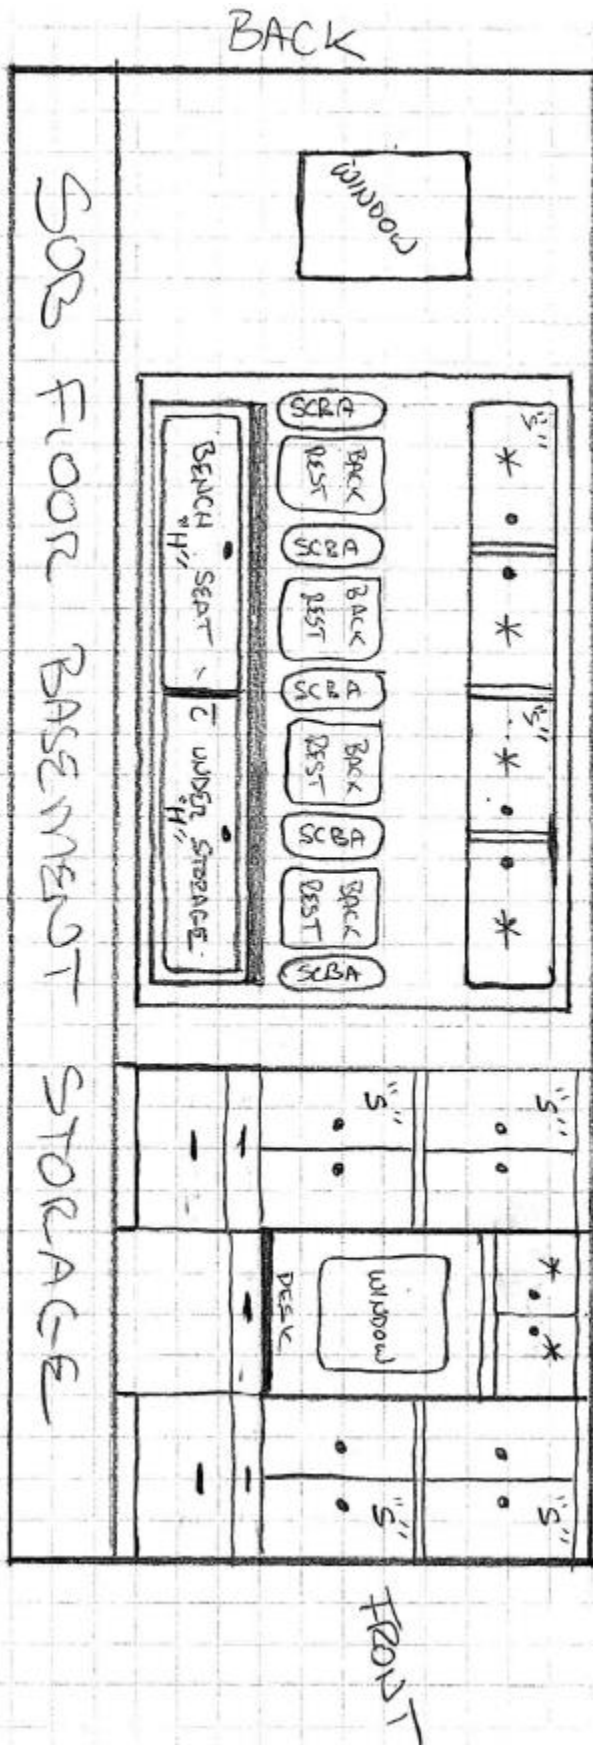 BACK
WINDOW
"S" * * "S" * *
SCBA
BACK
REST
SCBA
BACK
REST
SCBA
BACK
REST
SCBA
BACK
REST
SCBA
BENCH SEAT , c̄ UNDER STORAGE
"H" "H"
"S"
"S"
* *
WINDOW
DESK
"S"
"S"
SUB FLOOR BASEMENT STORAGE
FRONT